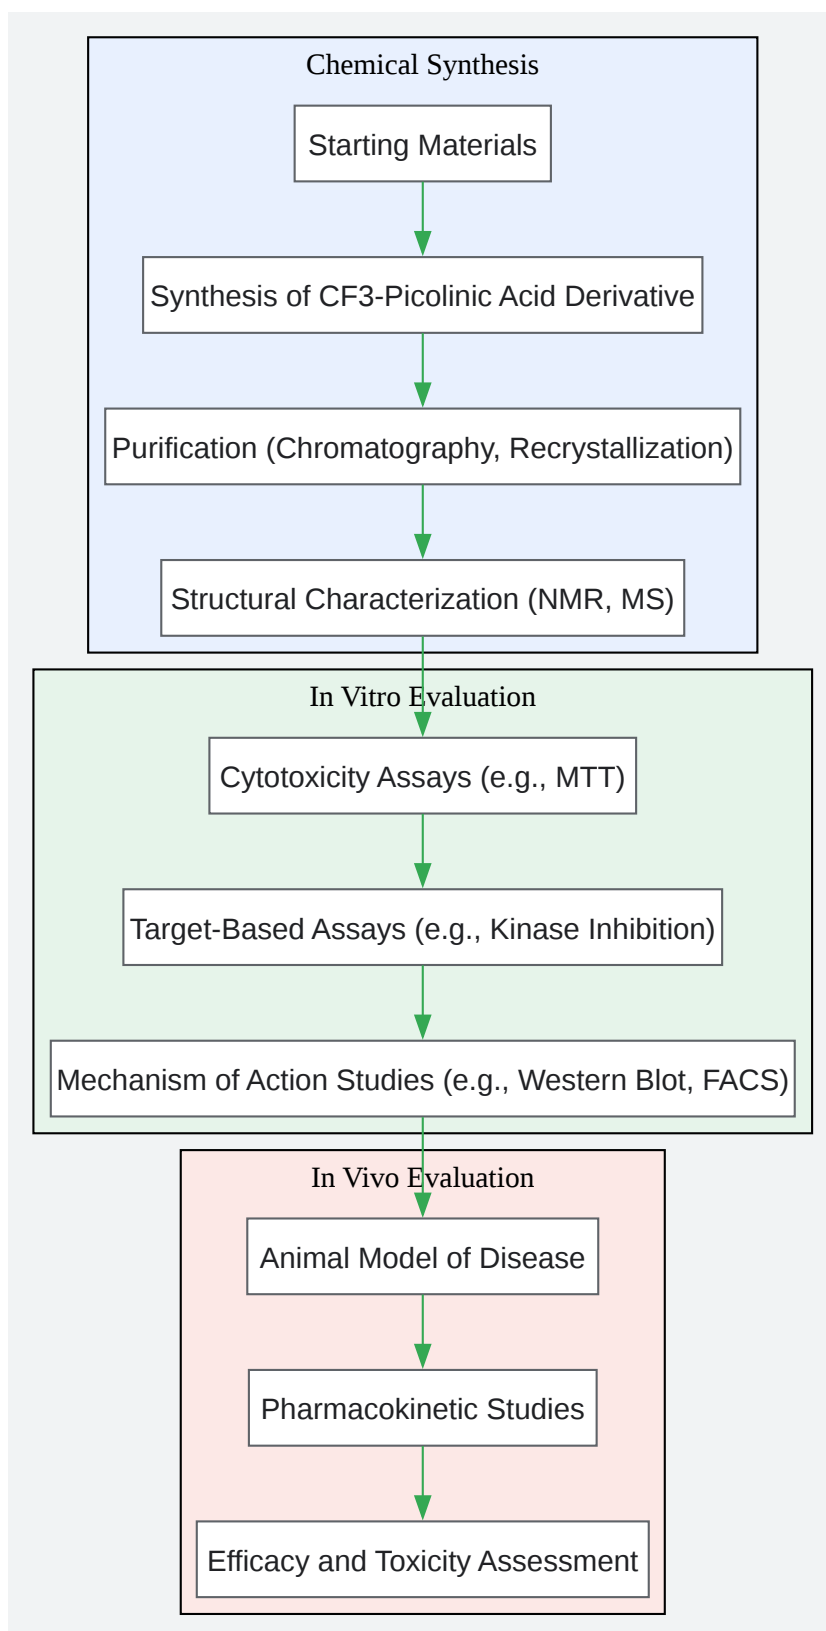 Chemical Synthesis
Starting Materials
Synthesis of CF3-Picolinic Acid Derivative
Purification (Chromatography, Recrystallization)
Structural Characterization (NMR, MS)
In Vitro Evaluation
Cytotoxicity Assays (e.g., MTT)
Target-Based Assays (e.g., Kinase Inhibition)
Mechanism of Action Studies (e.g., Western Blot, FACS)
In Vivo Evaluation
Animal Model of Disease
Pharmacokinetic Studies
Efficacy and Toxicity Assessment